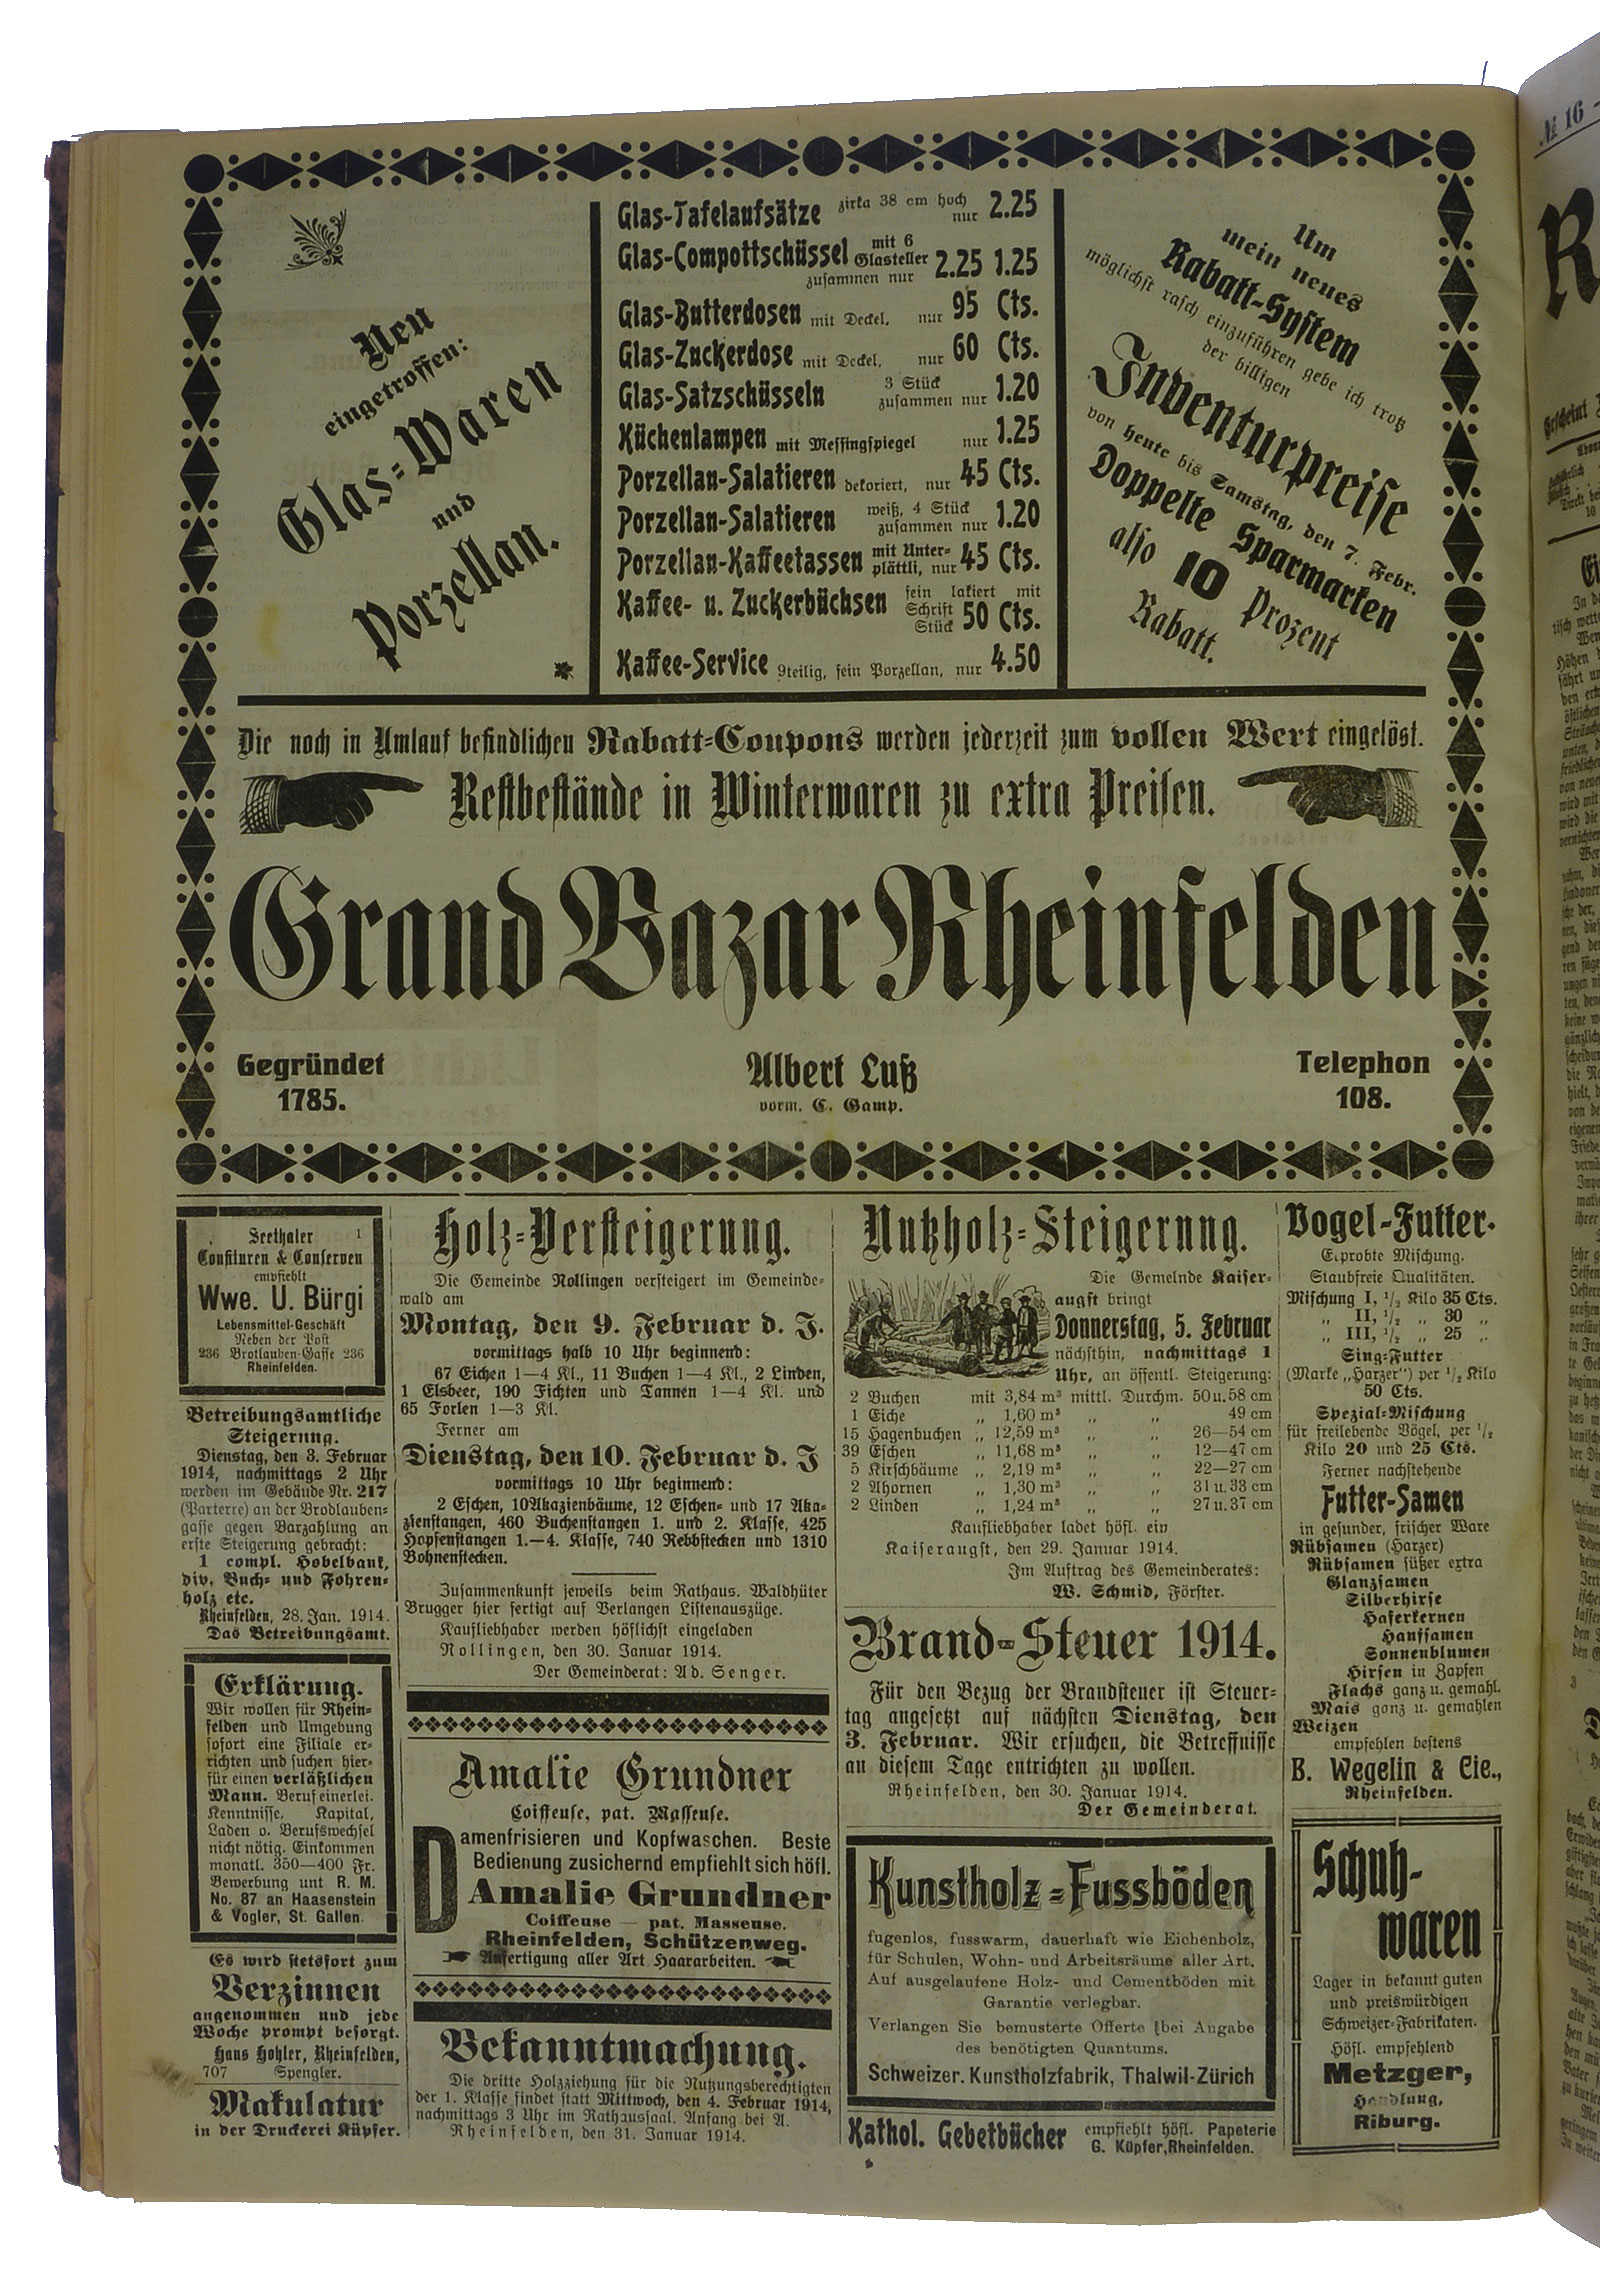 Neu
eingetroffen:
Glas-Waren
und
Porzellan.
Glas-Tafelaufsätze zirka 38 cm hoch nur 2.25
Glas-Compottschüssel mit 6 Glasteller
zusammen nur 2.25 1.25
Glas-Butterdosen mit Deckel, nur 95 Cts.
Glas-Zuckerdose mit Deckel, nur 60 Cts.
Glas-Satzschüsseln 3 Stück zusammen nur 1.20
Küchenlampen mit Messingspiegel nur 1.25
Porzellan-Salatieren dekoriert, nur 45 Cts.
Porzellan-Salatieren weiß, 4 Stück zusammen nur 1.20
Porzellan-Kaffeetassen mit Unter-plättli, nur 45 Cts.
Kaffee- u. Zuckerbüchsen fein lakiert mit
Schrift Stück 50 Cts.
Kaffee-Service 9teilig, fein Porzellan, nur 4.50
Um
mein neues
Rabatt-System
möglichst rasch einzuführen gebe ich trotz
der billigen
Inventurpreise
von heute bis Samstag, den 7. Febr.
Doppelte Sparmarken
also 10 Prozent
Rabatt.
Die noch in Umlauf befindlichen Rabatt-Coupons werden jederzeit zum vollen Wert eingelöst.
Restbestände in Winterwaren zu extra Preisen.
Grand Bazar Rheinfelden
Gegründet
1785.
Albert Lutz
vorm. C. Gamp.
Telephon
108.
Seethaler 1
Confituren & Conserven
empfiehlt
Wwe. U. Bürgi
Lebensmittel-Geschäft
Neben der Post
236 Brotlauben-Gasse 236
Rheinfelden.
Betreibungsamtliche
Steigerung.
Dienstag, den 3. Februar
1914, nachmittags 2 Uhr
werden im Gebäude Nr. 217
(Parterre) an der Brodlauben-
gasse gegen Barzahlung an
erste Steigerung gebracht:
1 compl. Hobelbank,
div. Buch- und Fohren-
holz etc.
Rheinfelden, 28. Jan. 1914.
Das Betreibungsamt.
Erklärung.
Wir wollen für Rhein-
felden und Umgebung
sofort eine Filiale er-
richten und suchen hier-
für einen verläßlichen
Mann. Beruf einerlei.
Kenntnisse, Kapital,
Laden o. Berufswechsel
nicht nötig. Einkommen
monatl. 350—400 Fr.
Bewerbung unt R. M.
No. 87 an Haasenstein
& Vogler, St. Gallen.
Es wird stetsfort zum
Verzinnen
angenommen und jede
Woche prompt besorgt.
Hans Hohler, Rheinfelden,
707 Spengler.
Makulatur
in der Druckerei Küpfer.
Holz-Versteigerung.
Die Gemeinde Nollingen versteigert im Gemeinde-
wald am
Montag, den 9. Februar d. J.
vormittags halb 10 Uhr beginnend:
67 Eichen 1—4 Kl., 11 Buchen 1—4 Kl., 2 Linden,
1 Elsbeer, 190 Fichten und Tannen 1—4 Kl. und
65 Forlen 1—3 Kl.
Ferner am
Dienstag, den 10. Februar d. J
vormittags 10 Uhr beginnend:
2 Eschen, 10Akazienbäume, 12 Eschen- und 17 Aka-
zienstangen, 460 Buchenstangen 1. und 2. Klasse, 425
Hopfenstangen 1.—4. Klasse, 740 Rebstecken und 1310
Bohnenstecken.
Zusammenkunft jeweils beim Rathaus. Waldhüter
Brugger hier fertigt auf Verlangen Listenauszüge.
Kaufliebhaber werden höflichst eingeladen
Nollingen, den 30. Januar 1914.
Der Gemeinderat: Ad. Senger.
Amalie Grundner
Coiffeuse, pat. Masseuse.
Damenfrisieren und Kopfwaschen. Beste
Bedienung zusichernd empfiehlt sich höfl.
Amalie Grundner
Coiffeuse — pat. Masseuse.
Rheinfelden, Schützenweg.
Anfertigung aller Art Haararbeiten.
Bekanntmachung.
Die dritte Holzziehung für die Nutzungsberechtigten
der 1. Klasse findet statt Mittwoch, den 4. Februar 1914,
nachmittags 3 Uhr im Rathaussaal. Anfang bei A.
Rheinfelden, den 31. Januar 1914.
Nutzholz-Steigerung.
Die Gemeinde Kaiser-
augst bringt
Donnerstag, 5. Februar
nächsthin, nachmittags 1
Uhr, an öffentl. Steigerung:
2 Buchen mit 3,84 m³ mittl. Durchm. 50 u. 58 cm
1 Eiche „ 1,60 m³ „ „ 49 cm
15 Hagenbuchen „ 12,59 m³ „ „ 26—54 cm
39 Eschen „ 11,68 m³ „ „ 12—47 cm
5 Kirschbäume „ 2,19 m³ „ „ 22—27 cm
2 Ahornen „ 1,30 m³ „ „ 31 u. 33 cm
2 Linden „ 1,24 m³ „ „ 27 u. 37 cm
Kaufliebhaber ladet höfl. ein
Kaiseraugst, den 29. Januar 1914.
Im Auftrag des Gemeinderates:
W. Schmid, Förster.
Brand-Steuer 1914.
Für den Bezug der Brandsteuer ist Steuer-
tag angesetzt auf nächsten Dienstag, den
3. Februar. Wir ersuchen, die Betreffnisse
an diesem Tage entrichten zu wollen.
Rheinfelden, den 30. Januar 1914.
Der Gemeinderat.
Kunstholz-Fussböden
fugenlos, fusswarm, dauerhaft wie Eichenholz,
für Schulen, Wohn- und Arbeitsräume aller Art.
Auf ausgelaufene Holz- und Cementböden mit
Garantie verlegbar.
Verlangen Sie bemusterte Offerte bei Angabe
des benötigten Quantums.
Schweizer. Kunstholzfabrik, Thalwil-Zürich
Kathol. Gebetbücher empfiehlt höfl. Papeterie
G. Küpfer, Rheinfelden.
Vogel-Futter.
Erprobte Mischung.
Staubfreie Qualitäten.
Mischung I, ½ Kilo 35 Cts.
„ II, ½ „ 30 „
„ III, ½ „ 25 „
Sing-Futter
(Marke „Harzer") per ½ Kilo
50 Cts.
Spezial-Mischung
für freilebende Vögel, per ½
Kilo 20 und 25 Cts.
Ferner nachstehende
Futter-Samen
in gesunder, frischer Ware
Rübsamen (Harzer)
Rübsamen süßer extra
Glanzsamen
Silberhirse
Haferkernen
Hanfsamen
Sonnenblumen
Hirsen in Zapfen
Flachs ganz u. gemahl.
Mais ganz u. gemahlen
Weizen
empfehlen bestens
B. Wegelin & Cie.,
Rheinfelden.
Schuh-
waren
Lager in bekannt guten
und preiswürdigen
Schweizer-Fabrikaten.
Höfl. empfehlend
Metzger,
Handlung,
Riburg.
№ 16